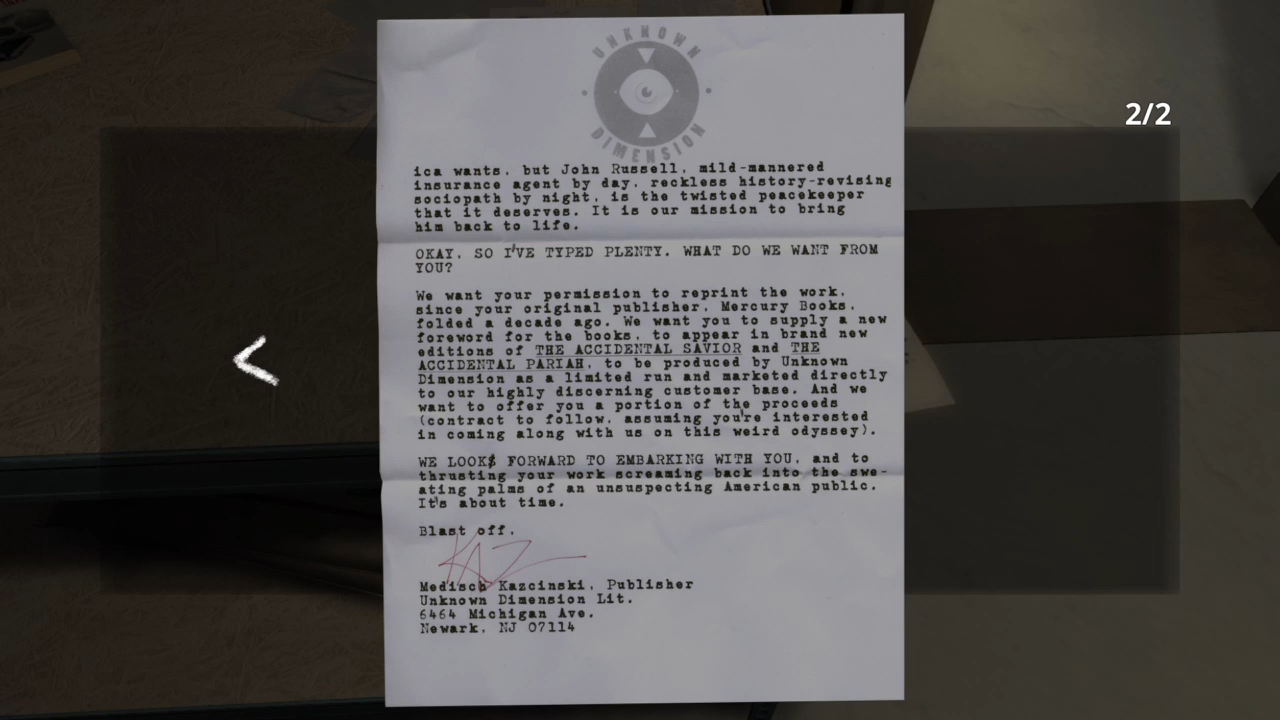 UNKNOWN
DIMENSION
2/2
ica wants, but John Russell, mild-mannered
insurance agent by day, reckless history-revising
sociopath by night, is the twisted peacekeeper
that it deserves. It is our mission to bring
him back to life.
OKAY, SO I'VE TYPED PLENTY. WHAT DO WE WANT FROM
YOU?
We want your permission to reprint the work,
since your original publisher, Mercury Books,
folded a decade ago. We want you to supply a new
foreword for the books, to appear in brand new
editions of THE ACCIDENTAL SAVIOR and THE
ACCIDENTAL PARIAH, to be produced by Unknown
Dimension as a limited run and marketed directly
to our highly discerning customer base. And we
want to offer you a portion of the proceeds
(contract to follow, assuming you're interested
in coming along with us on this weird odyssey).
WE LOOK$ FORWARD TO EMBARKING WITH YOU, and to
thrusting your work screaming back into the swe-
ating palms of an unsuspecting American public.
It's about time.
Blast off,
KAZ
Medisch Kazcinski, Publisher
Unknown Dimension Lit.
6464 Michigan Ave.
Newark, NJ 07114